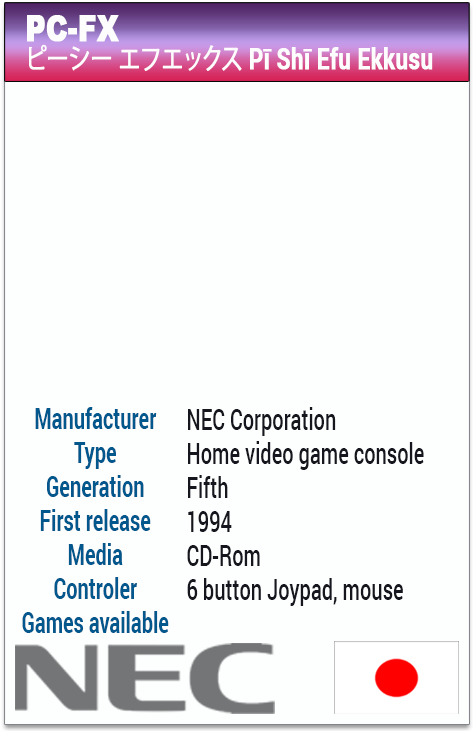 PC-FX
ピーシー エフエックス Pī Shī Efu Ekkusu
Manufacturer NEC Corporation
Type Home video game console
Generation Fifth
First release 1994
Media CD-Rom
Controler 6 button Joypad, mouse
Games available
NEC